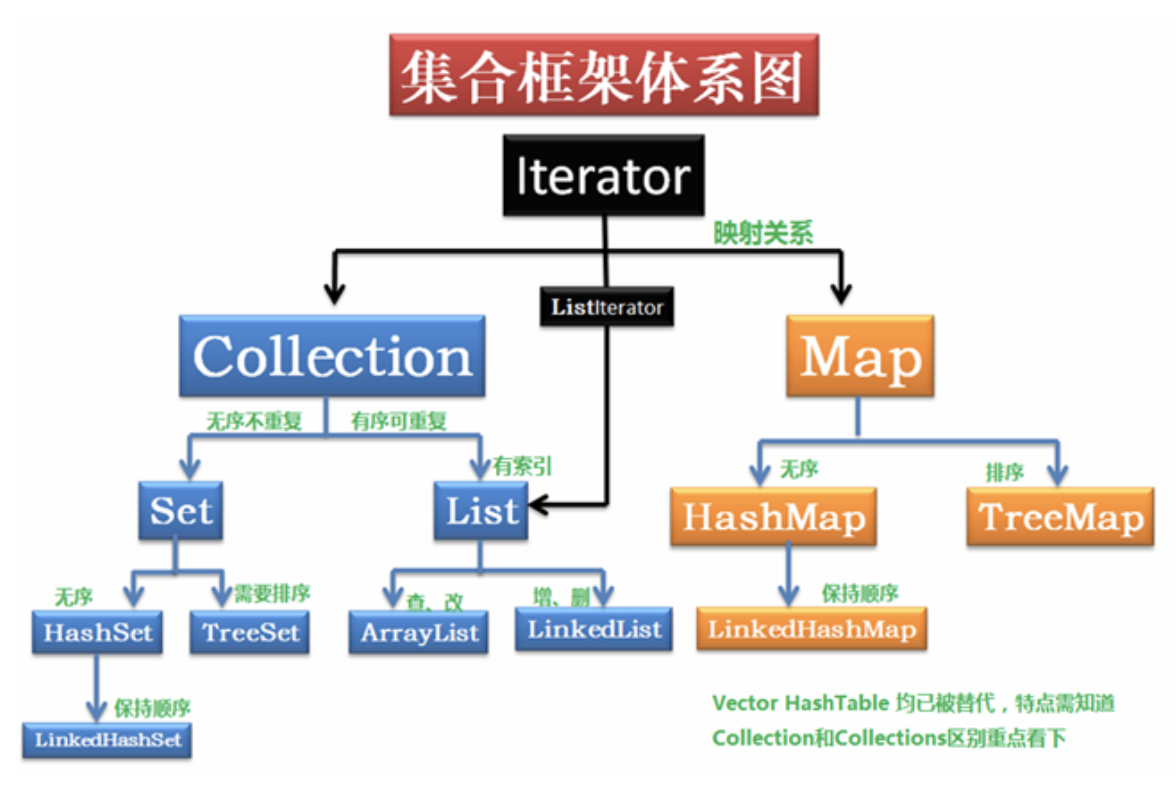 集合框架体系图
Iterator
映射关系
ListIterator
Collection
Map
无序不重复
有序可重复
有索引
无序
排序
Set
List
HashMap
TreeMap
无序
需要排序
查、改
增、删
保持顺序
HashSet
TreeSet
ArrayList
LinkedList
LinkedHashMap
保持顺序
LinkedHashSet
Vector HashTable 均已被替代，特点需知道
Collection和Collections区别重点看下